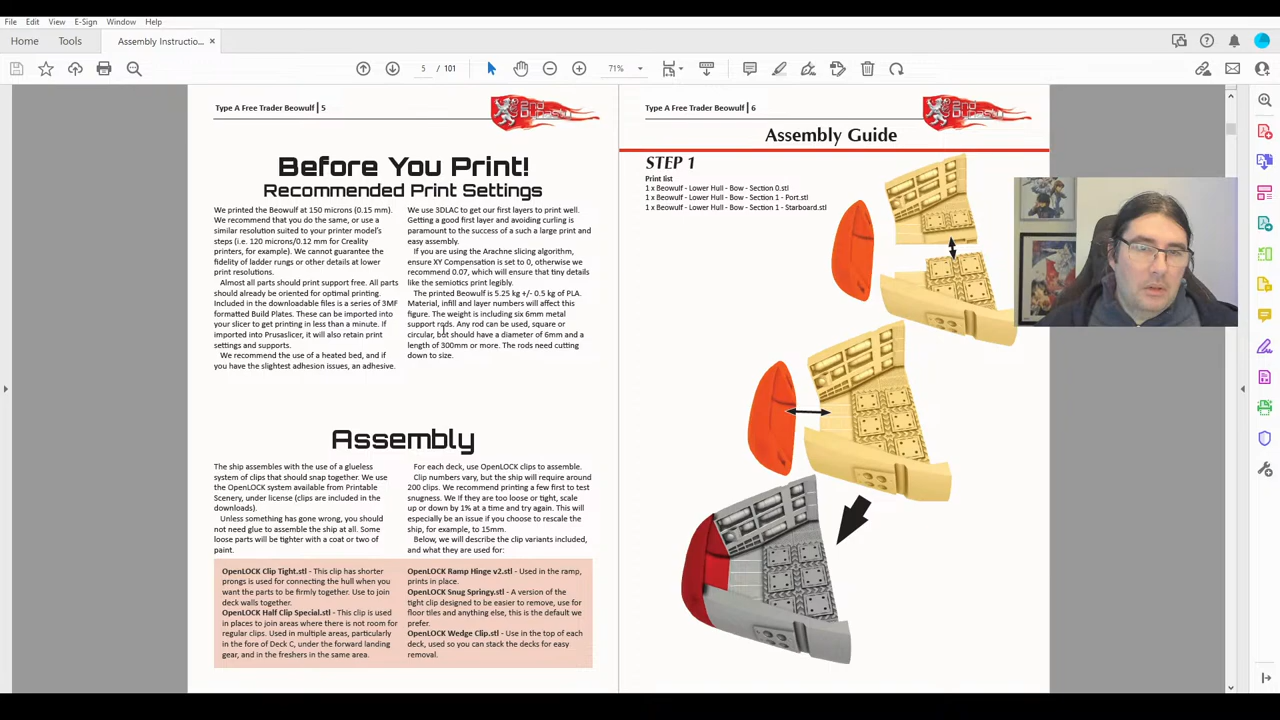 File Edit View E-Sign Window Help
Home Tools Assembly Instructio... ×
5 / 101 71%
Type A Free Trader Beowulf | 5
2nd Dynasty
Before You Print!
Recommended Print Settings
We printed the Beowulf at 150 microns (0.15 mm).
We recommend that you do the same, or use a
similar resolution suited to your printer model's
steps (i.e. 120 microns/0.12 mm for Creality
printers, for example). We cannot guarantee the
fidelity of ladder rungs or other details at lower
print resolutions.
Almost all parts should print support free. All parts
should already be oriented for optimal printing.
Included in the downloadable files is a series of 3MF
formatted Build Plates. These can be imported into
your slicer to get printing in less than a minute. If
imported into Prusaslicer, it will also retain print
settings and supports.
We recommend the use of a heated bed, and if
you have the slightest adhesion issues, an adhesive.
We use 3DLAC to get our first layers to print well.
Getting a good first layer and avoiding curling is
paramount to the success of a such a large print and
easy assembly.
If you are using the Arachne slicing algorithm,
ensure XY Compensation is set to 0, otherwise we
recommend 0.07, which will ensure that tiny details
like the semiotics print legibly.
The printed Beowulf is 5.25 kg +/- 0.5 kg of PLA.
Material, infill and layer numbers will affect this
figure. The weight is including six 6mm metal
support rods. Any rod can be used, square or
circular, but should have a diameter of 6mm and a
length of 300mm or more. The rods need cutting
down to size.
Assembly
The ship assembles with the use of a glueless
system of clips that should snap together. We use
the OpenLOCK system available from Printable
Scenery, under license (clips are included in the
downloads).
Unless something has gone wrong, you should
not need glue to assemble the ship at all. Some
loose parts will be tighter with a coat or two of
paint.
For each deck, use OpenLOCK clips to assemble.
Clip numbers vary, but the ship will require around
200 clips. We recommend printing a few first to test
snugness. We If they are too loose or tight, scale
up or down by 1% at a time and try again. This will
especially be an issue if you choose to rescale the
ship, for example, to 15mm.
Below, we will describe the clip variants included,
and what they are used for:
OpenLOCK Clip Tight.stl - This clip has shorter
prongs is used for connecting the hull when you
want the parts to be firmly together. Use to join
deck walls together.
OpenLOCK Half Clip Special.stl - This clip is used
in places to join areas where there is not room for
regular clips. Used in multiple areas, particularly
in the fore of Deck C, under the forward landing
gear, and in the freshers in the same area.
OpenLOCK Ramp Hinge v2.stl - Used in the ramp,
prints in place.
OpenLOCK Snug Springy.stl - A version of the
tight clip designed to be easier to remove, use for
floor tiles and anything else, this is the default we
prefer.
OpenLOCK Wedge Clip.stl - Use in the top of each
deck, used so you can stack the decks for easy
removal.
Type A Free Trader Beowulf | 6
2nd Dynasty
Assembly Guide
STEP 1
Print list
1 x Beowulf - Lower Hull - Bow - Section 0.stl
1 x Beowulf - Lower Hull - Bow - Section 1 - Port.stl
1 x Beowulf - Lower Hull - Bow - Section 1 - Starboard.stl